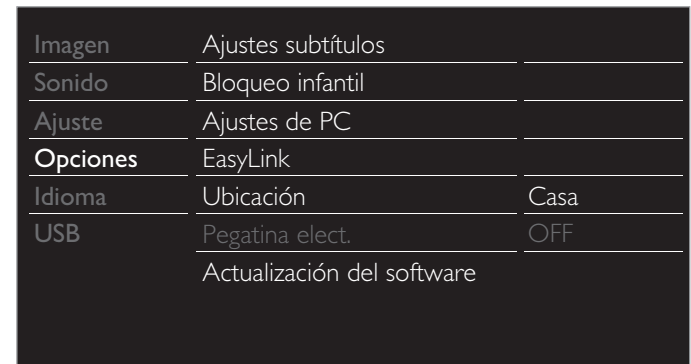 Imagen Ajustes subtítulos
Sonido Bloqueo infantil
Ajuste Ajustes de PC
Opciones EasyLink
Idioma Ubicación Casa
USB Pegatina elect. OFF
Actualización del software